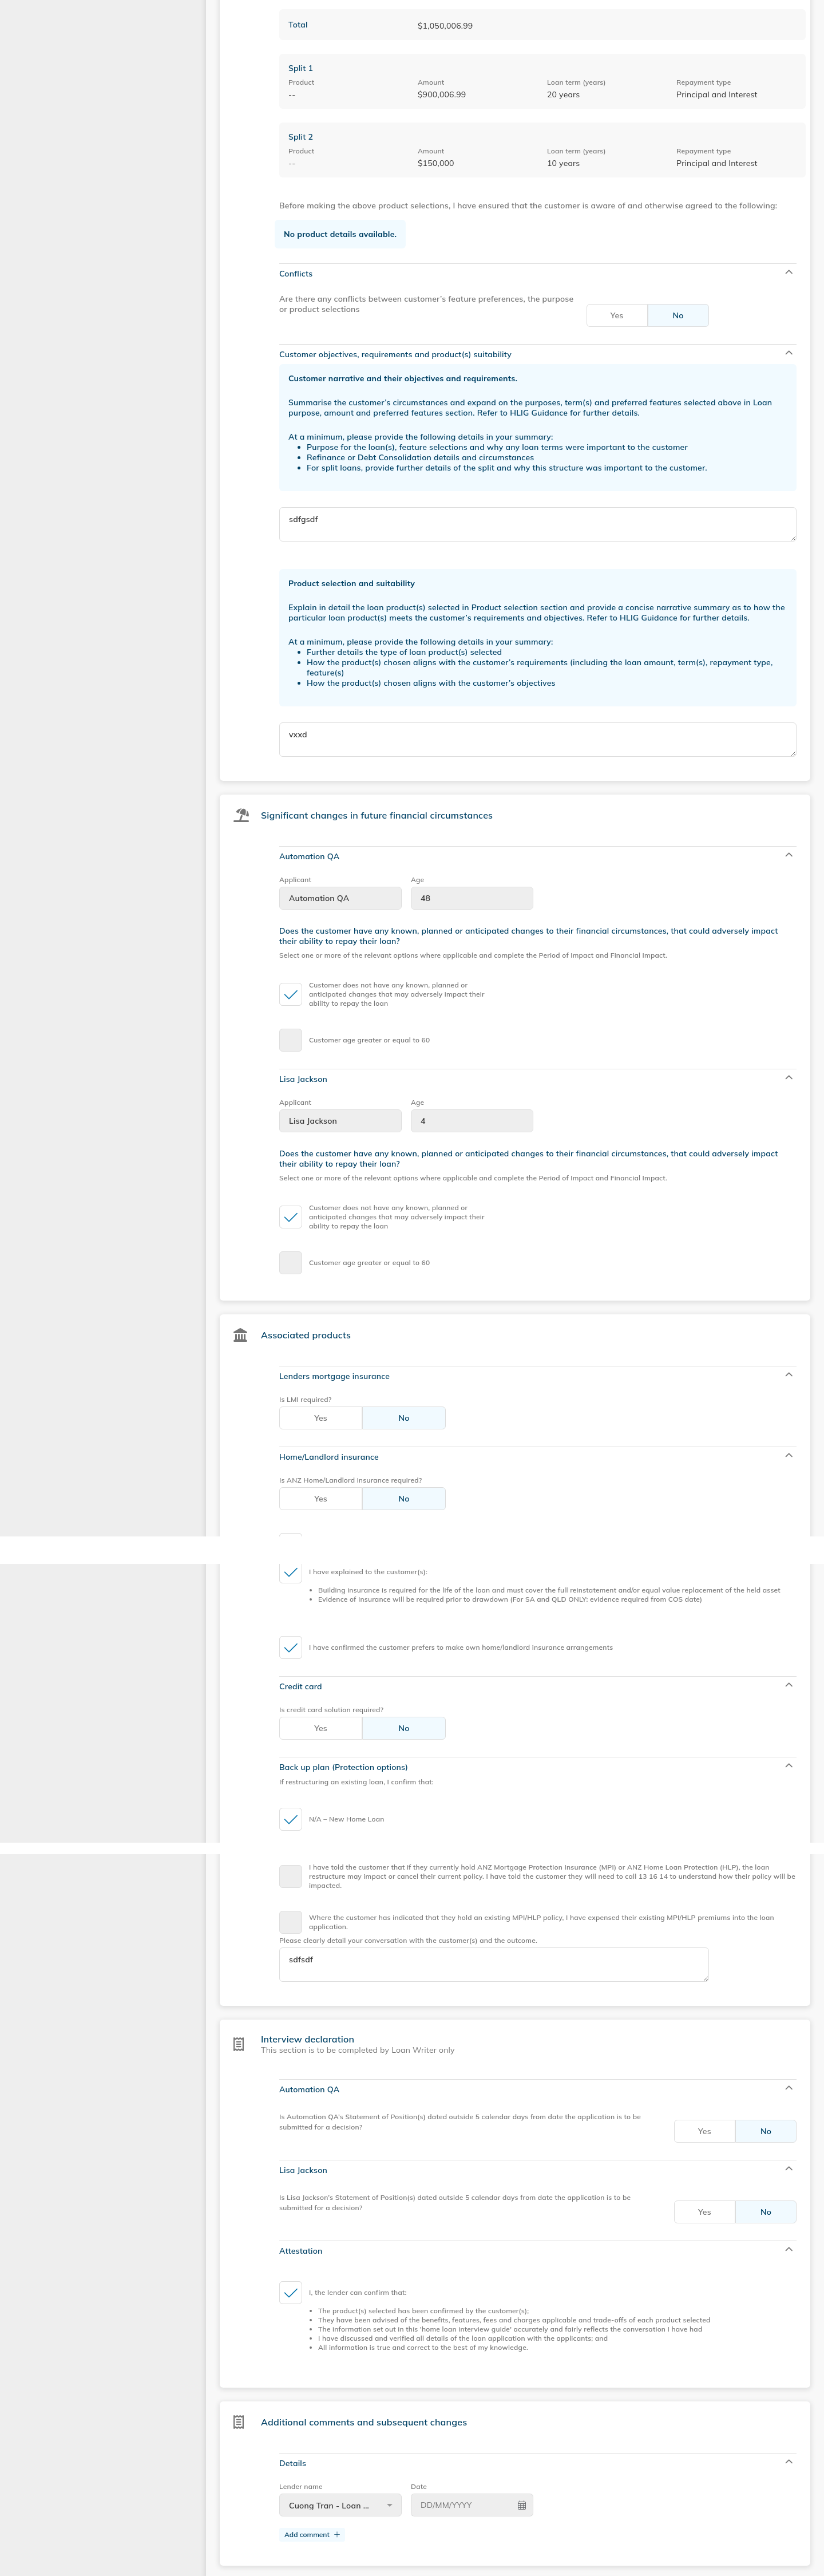 Total
$1,050,006.99
Split 1
Product Amount Loan term (years) Repayment type
-- $900,006.99 20 years Principal and Interest
Split 2
Product Amount Loan term (years) Repayment type
-- $150,000 10 years Principal and Interest
Before making the above product selections, I have ensured that the customer is aware of and otherwise agreed to the following:
No product details available.
Conflicts
Are there any conflicts between customer's feature preferences, the purpose
or product selections
Yes No
Customer objectives, requirements and product(s) suitability
Customer narrative and their objectives and requirements.
Summarise the customer's circumstances and expand on the purposes, term(s) and preferred features selected above in Loan
purpose, amount and preferred features section. Refer to HLIG Guidance for further details.
At a minimum, please provide the following details in your summary:
• Purpose for the loan(s), feature selections and why any loan terms were important to the customer
• Refinance or Debt Consolidation details and circumstances
• For split loans, provide further details of the split and why this structure was important to the customer.
sdfgsdf
Product selection and suitability
Explain in detail the loan product(s) selected in Product selection section and provide a concise narrative summary as to how the
particular loan product(s) meets the customer's requirements and objectives. Refer to HLIG Guidance for further details.
At a minimum, please provide the following details in your summary:
• Further details the type of loan product(s) selected
• How the product(s) chosen aligns with the customer's requirements (including the loan amount, term(s), repayment type,
feature(s)
• How the product(s) chosen aligns with the customer's objectives
vxxd
Significant changes in future financial circumstances
Automation QA
Applicant Age
Automation QA 48
Does the customer have any known, planned or anticipated changes to their financial circumstances, that could adversely impact
their ability to repay their loan?
Select one or more of the relevant options where applicable and complete the Period of Impact and Financial Impact.
Customer does not have any known, planned or
anticipated changes that may adversely impact their
ability to repay the loan
Customer age greater or equal to 60
Lisa Jackson
Applicant Age
Lisa Jackson 4
Does the customer have any known, planned or anticipated changes to their financial circumstances, that could adversely impact
their ability to repay their loan?
Select one or more of the relevant options where applicable and complete the Period of Impact and Financial Impact.
Customer does not have any known, planned or
anticipated changes that may adversely impact their
ability to repay the loan
Customer age greater or equal to 60
Associated products
Lenders mortgage insurance
Is LMI required?
Yes No
Home/Landlord insurance
Is ANZ Home/Landlord insurance required?
Yes No
I have explained to the customer(s):
• Building insurance is required for the life of the loan and must cover the full reinstatement and/or equal value replacement of the held asset
• Evidence of Insurance will be required prior to drawdown (For SA and QLD ONLY: evidence required from COS date)
I have confirmed the customer prefers to make own home/landlord insurance arrangements
Credit card
Is credit card solution required?
Yes No
Back up plan (Protection options)
If restructuring an existing loan, I confirm that:
N/A – New Home Loan
I have told the customer that if they currently hold ANZ Mortgage Protection Insurance (MPI) or ANZ Home Loan Protection (HLP), the loan
restructure may impact or cancel their current policy. I have told the customer they will need to call 13 16 14 to understand how their policy will be
impacted.
Where the customer has indicated that they hold an existing MPI/HLP policy, I have expensed their existing MPI/HLP premiums into the loan
application.
Please clearly detail your conversation with the customer(s) and the outcome.
sdfsdf
Interview declaration
This section is to be completed by Loan Writer only
Automation QA
Is Automation QA's Statement of Position(s) dated outside 5 calendar days from date the application is to be
submitted for a decision?
Yes No
Lisa Jackson
Is Lisa Jackson's Statement of Position(s) dated outside 5 calendar days from date the application is to be
submitted for a decision?
Yes No
Attestation
I, the lender can confirm that:
• The product(s) selected has been confirmed by the customer(s);
• They have been advised of the benefits, features, fees and charges applicable and trade-offs of each product selected
• The information set out in this 'home loan interview guide' accurately and fairly reflects the conversation I have had
• I have discussed and verified all details of the loan application with the applicants; and
• All information is true and correct to the best of my knowledge.
Additional comments and subsequent changes
Details
Lender name Date
Cuong Tran - Loan ... DD/MM/YYYY
Add comment +